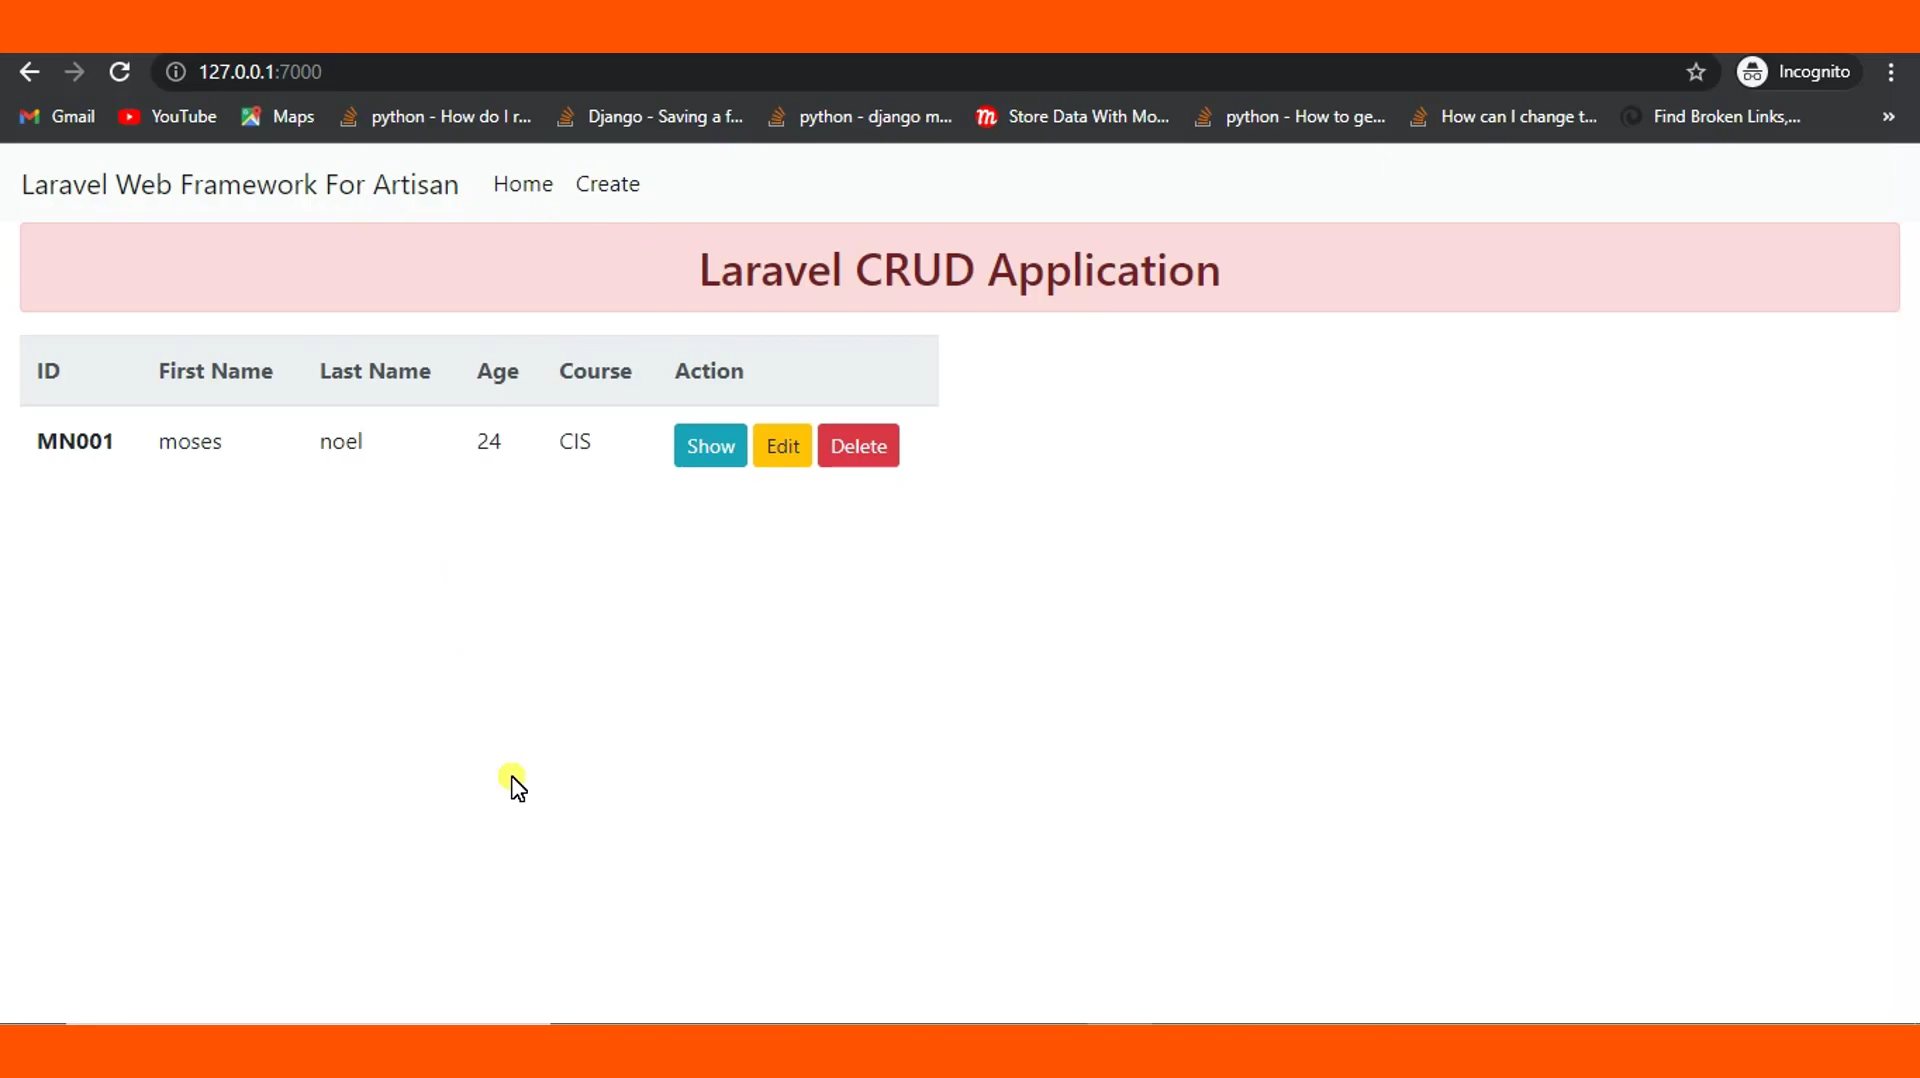 127.0.0.1:7000 Incognito
Gmail YouTube Maps python - How do I r... Django - Saving a f... python - django m... Store Data With Mo... python - How to ge... How can I change t... Find Broken Links,... »
Laravel Web Framework For Artisan Home Create
Laravel CRUD Application
ID First Name Last Name Age Course Action
MN001 moses noel 24 CIS Show Edit Delete